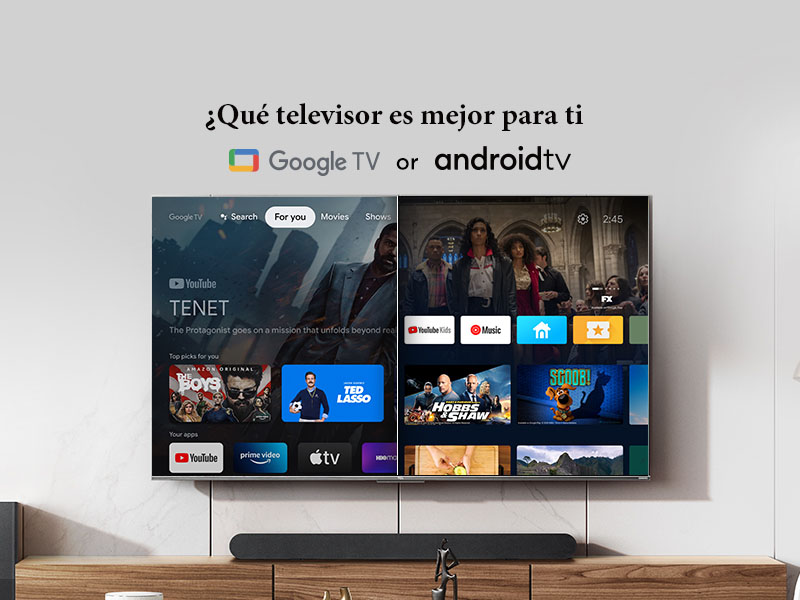 ¿Qué televisor es mejor para ti
Google TV or androidtv
Google TV Search For you Movies Shows
2:45
YouTube
TENET
The Protagonist goes on a mission that unfolds beyond rea
FX
YouTube Kids
Music
Top picks for you
AMAZON ORIGINAL
THE BOYS
TED LASSO
HOBBS & SHAW
SCOOB!
Your apps
YouTube
prime video
tv
HBO